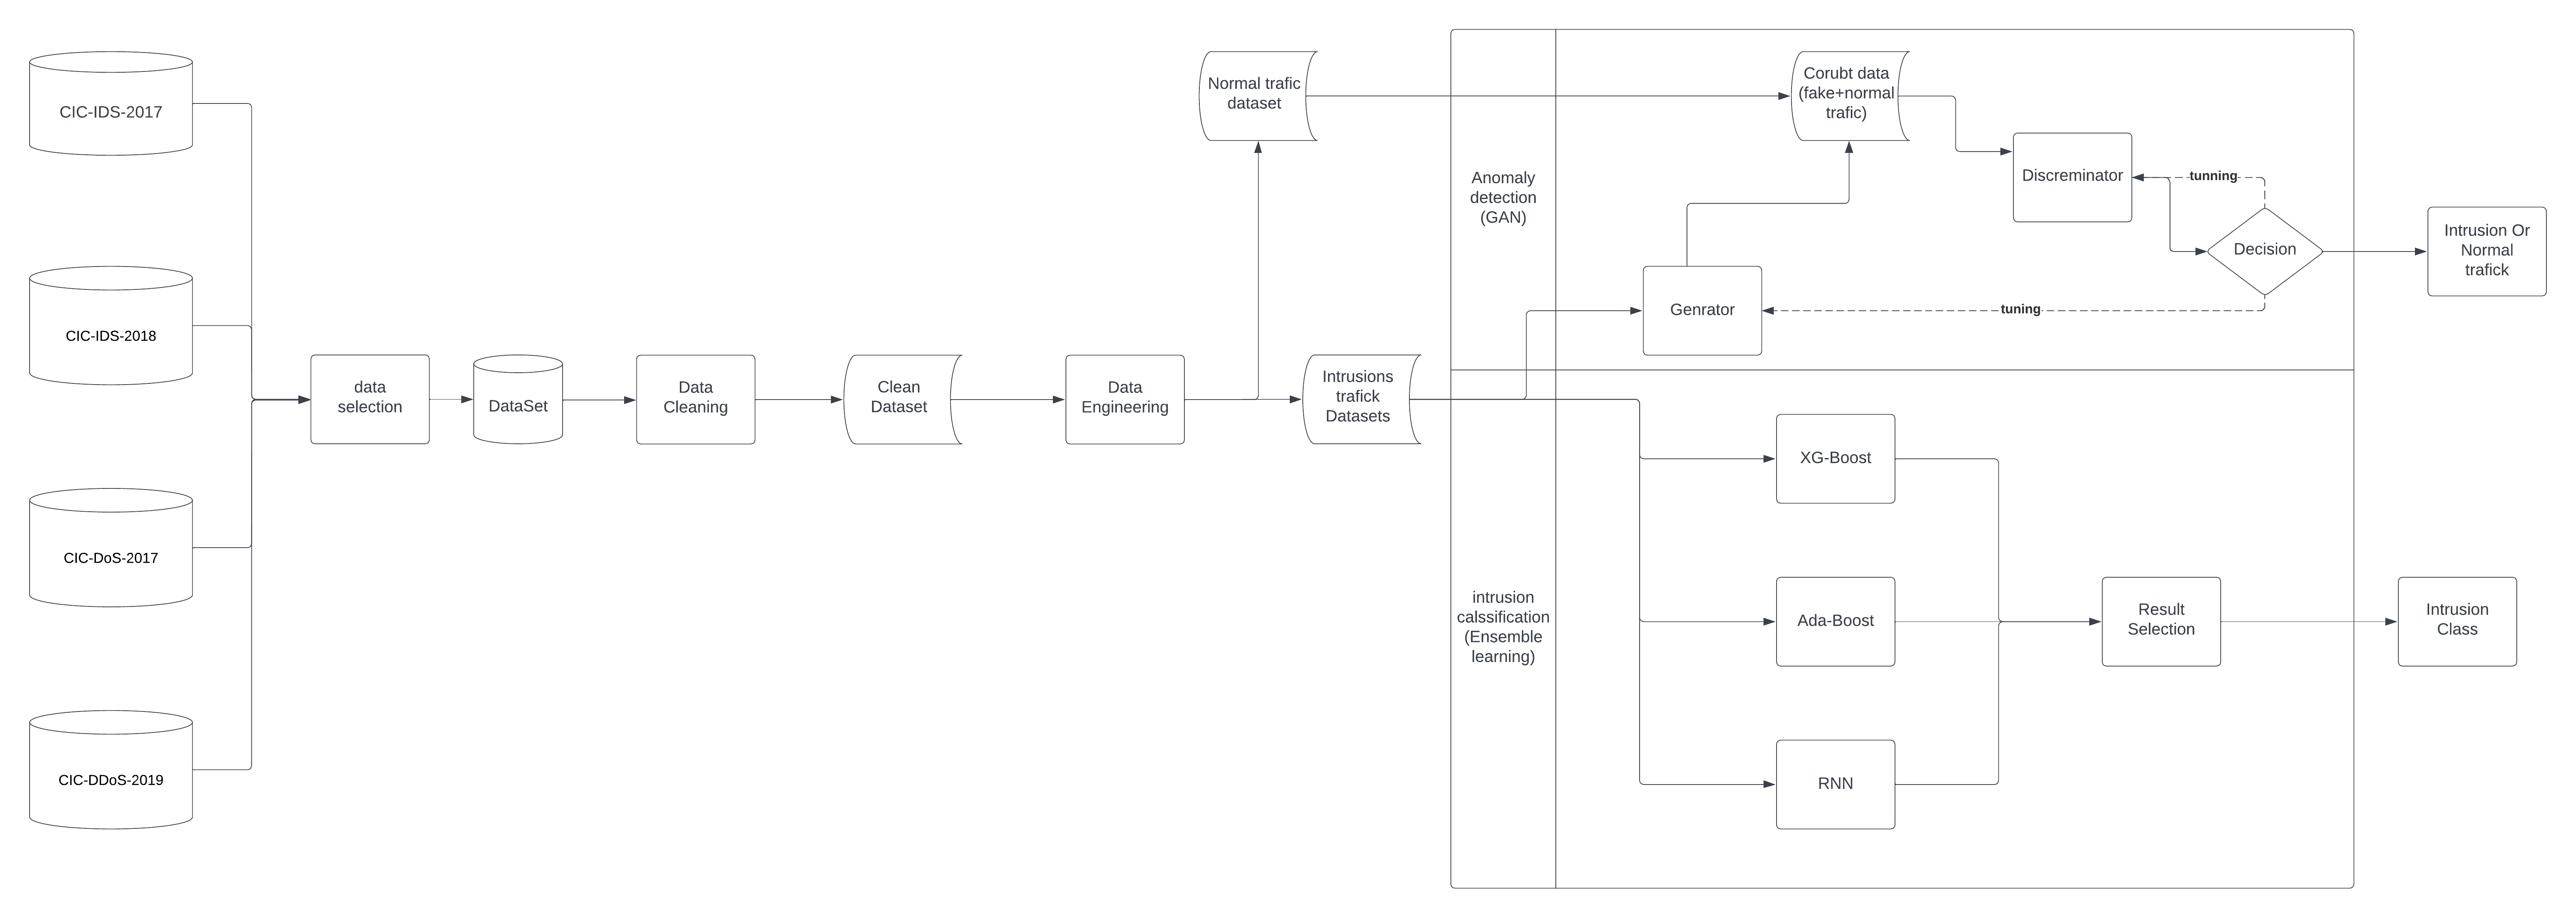 CIC-IDS-2017
CIC-IDS-2018
CIC-DoS-2017
CIC-DDoS-2019
data
selection
DataSet
Data
Cleaning
Clean
Dataset
Data
Engineering
Normal trafic
dataset
Intrusions
trafick
Datasets
Anomaly
detection
(GAN)
Corubt data
(fake+normal
trafic)
Genrator
Discreminator
tunning
tuning
Decision
Intrusion Or
Normal
trafick
intrusion
calssification
(Ensemble
learning)
XG-Boost
Ada-Boost
RNN
Result
Selection
Intrusion
Class